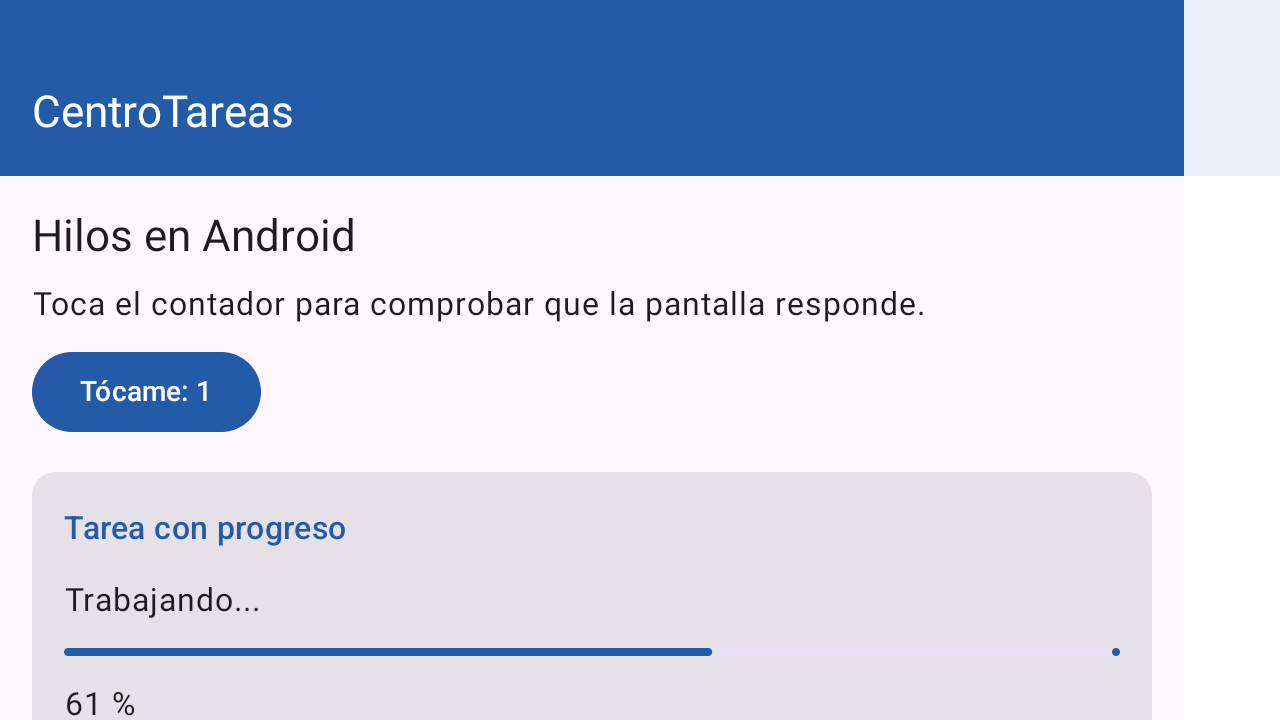 CentroTareas
Hilos en Android
Toca el contador para comprobar que la pantalla responde.
Tócame: 1
Tarea con progreso
Trabajando...
61 %